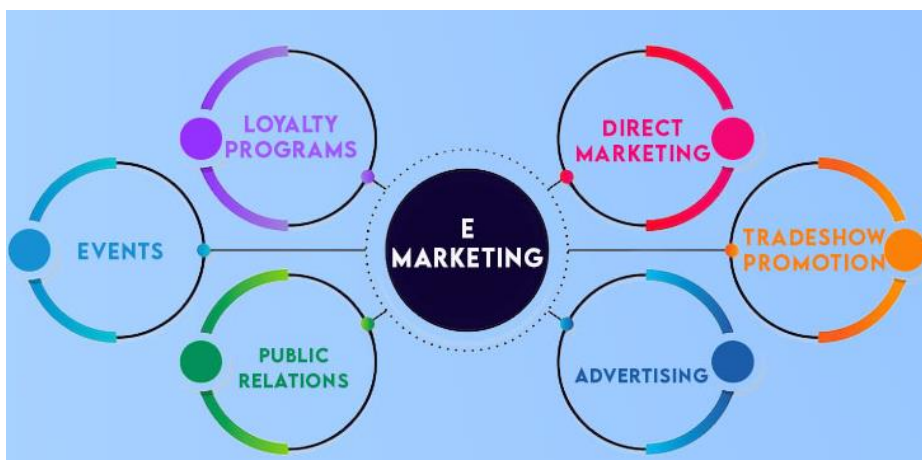 LOYALTY
PROGRAMS
DIRECT
MARKETING
EVENTS
E
MARKETING
TRADESHOW
PROMOTION
PUBLIC
RELATIONS
ADVERTISING